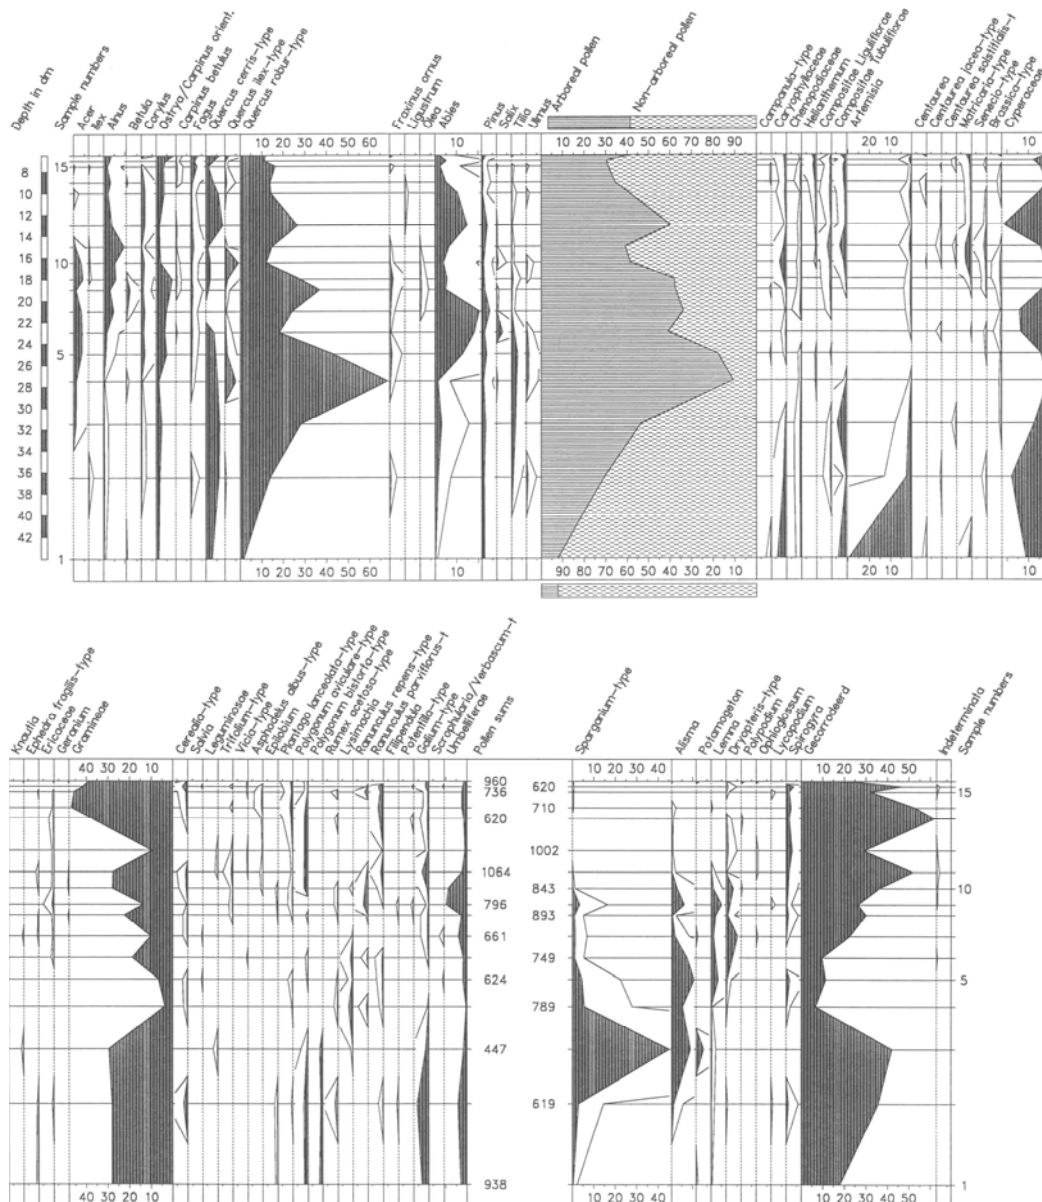 Depth in dm
Sample numbers
Acer
Ilex
Alnus
Betula
Corylus
Ostrya/Carpinus orient.
Carpinus betulus
Fagus
Quercus cerris-type
Quercus ilex-type
Quercus robur-type
Fraxinus ornus
Ligustrum
Olea
Abies
Pinus
Salix
Tilia
Ulmus
Arboreal pollen
Non-arboreal pollen
Campanula-type
Caryophyllaceae
Chenopodiaceae
Helianthemum
Compositae Liguliflorae
Compositae Tubuliflorae
Artemisia
Centaurea
Centaurea jacea-type
Centaurea solstitialis-t
Matricaria-type
Senecio-type
Brassica-type
Cyperaceae
10 20 30 40 50 60 10 10 20 30 40 50 60 70 80 90 20 10 10
8 15
10
12
14
16 10
18
20
22
24
26 5
28
30
32
34
36
38
40
42
1
10 20 30 40 50 60 10 90 80 70 60 50 40 30 20 10 20 10 10
Knautia
Ephedra fragilis-type
Ericaceae
Geranium
Gramineae
Cerealia-type
Salvia
Leguminosae
Trifolium-type
Vicia-type
Asphodelus albus-type
Epilobium
Plantago lanceolata-type
Polygonum aviculare-type
Polygonum bistorta-type
Rumex acetosa-type
Lysimachia
Ranunculus repens-type
Ranunculus parviflorus-t
Filipendula
Potentilla-type
Galium-type
Scrophularia/Verbascum-t
Umbelliferae
Pollen sums
Sparganium-type
Alisma
Potamogeton
Lemna
Dryopteris-type
Polypodium
Ophioglossum
Lycopodium
Spirogyra
Gecorrodeerd
Indeterminata
Sample numbers
40 30 20 10 10 20 30 40 10 20 30 40 50
960 620
736 15
710
620
1002
1064
843 10
796
893
661
749
624 5
789
447
619
938 1
40 30 20 10 10 20 30 40 10 20 30 40 50